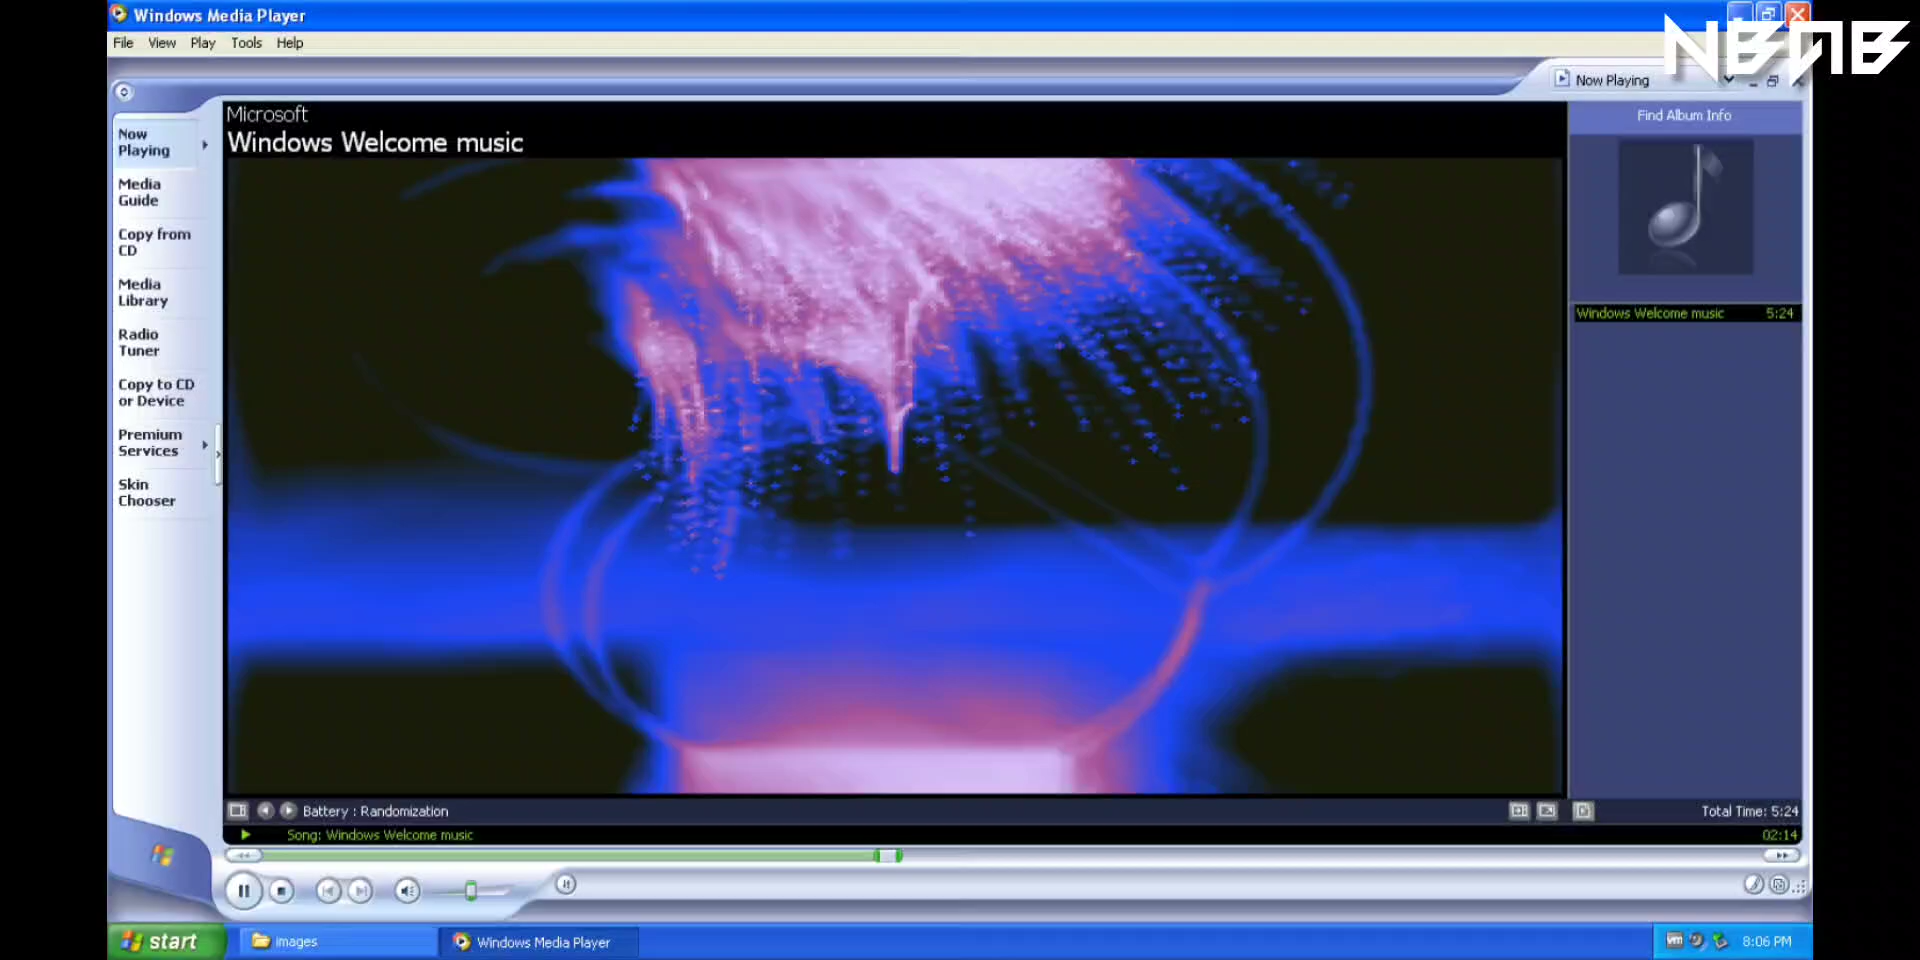 Windows Media Player
File View Play Tools Help
NBAB
Now Playing
Now
Playing
Media
Guide
Copy from
CD
Media
Library
Radio
Tuner
Copy to CD
or Device
Premium
Services
Skin
Chooser
Microsoft
Windows Welcome music
Find Album Info
Windows Welcome music 5:24
Battery : Randomization
Total Time: 5:24
Song: Windows Welcome music
02:14
start
images
Windows Media Player
vm
8:06 PM